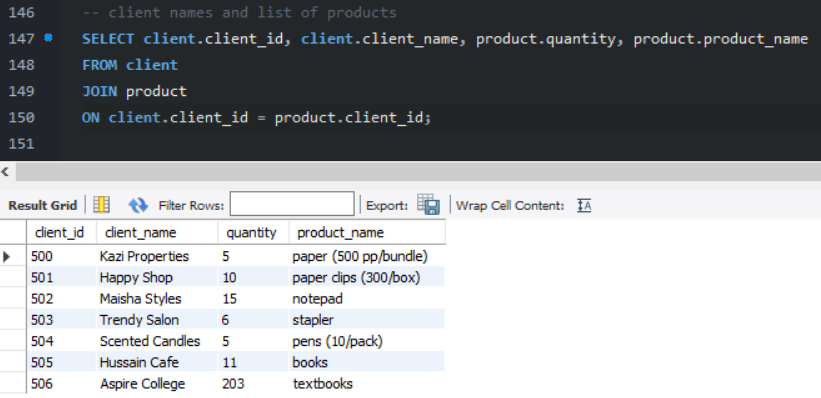 146 -- client names and list of products
147 SELECT client.client_id, client.client_name, product.quantity, product.product_name
148 FROM client
149 JOIN product
150 ON client.client_id = product.client_id;
151
Result Grid Filter Rows: Export: Wrap Cell Content:
client_id client_name quantity product_name
500 Kazi Properties 5 paper (500 pp/bundle)
501 Happy Shop 10 paper clips (300/box)
502 Maisha Styles 15 notepad
503 Trendy Salon 6 stapler
504 Scented Candles 5 pens (10/pack)
505 Hussain Cafe 11 books
506 Aspire College 203 textbooks